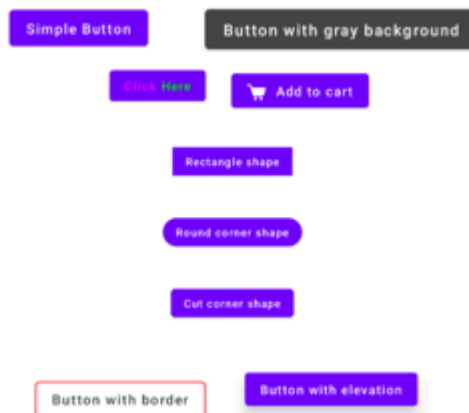 Simple Button
Button with gray background
Click Here
Add to cart
Rectangle shape
Round corner shape
Cut corner shape
Button with border
Button with elevation